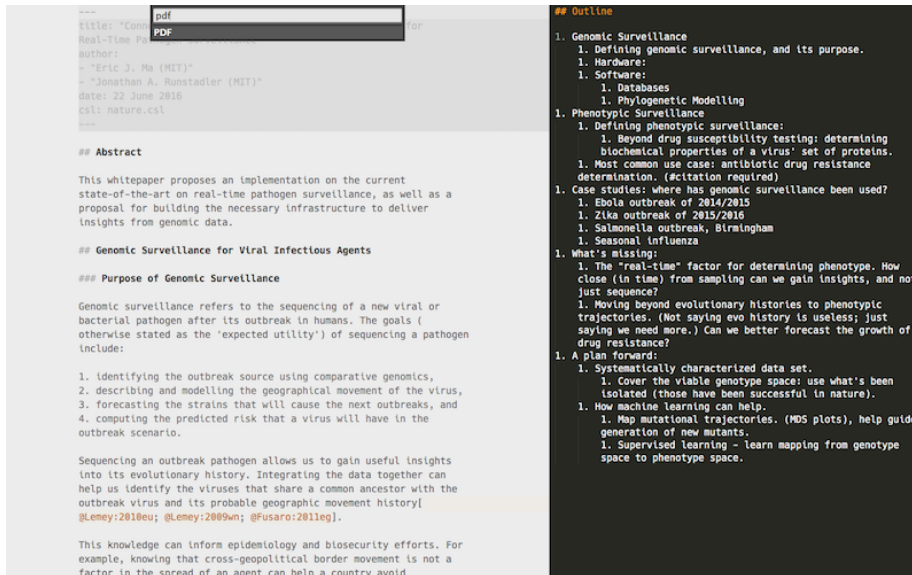 ---
title: "Conn
for
Real-Time
author:
- "Eric J. Ma (MIT)"
- "Jonathan A. Runstadler (MIT)"
date: 22 June 2016
csl: nature.csl
---
pdf
PDF
## Abstract
This whitepaper proposes an implementation on the current
state-of-the-art on real-time pathogen surveillance, as well as a
proposal for building the necessary infrastructure to deliver
insights from genomic data.
## Genomic Surveillance for Viral Infectious Agents
### Purpose of Genomic Surveillance
Genomic surveillance refers to the sequencing of a new viral or
bacterial pathogen after its outbreak in humans. The goals (
otherwise stated as the 'expected utility') of sequencing a pathogen
include:
1. identifying the outbreak source using comparative genomics,
2. describing and modelling the geographical movement of the virus,
3. forecasting the strains that will cause the next outbreaks, and
4. computing the predicted risk that a virus will have in the
outbreak scenario.
Sequencing an outbreak pathogen allows us to gain useful insights
into its evolutionary history. Integrating the data together can
help us identify the viruses that share a common ancestor with the
outbreak virus and its probable geographic movement history[
@Lemey:2010eu; @Lemey:2009wn; @Fusaro:2011eg].
This knowledge can inform epidemiology and biosecurity efforts. For
example, knowing that cross-geopolitical border movement is not a
factor in the spread of an agent can help a country avoid
## Outline
1. Genomic Surveillance
1. Defining genomic surveillance, and its purpose.
1. Hardware:
1. Software:
1. Databases
1. Phylogenetic Modelling
1. Phenotypic Surveillance
1. Defining phenotypic surveillance:
1. Beyond drug susceptibility testing: determining
biochemical properties of a virus' set of proteins.
1. Most common use case: antibiotic drug resistance
determination. (#citation required)
1. Case studies: where has genomic surveillance been used?
1. Ebola outbreak of 2014/2015
1. Zika outbreak of 2015/2016
1. Salmonella outbreak, Birmingham
1. Seasonal influenza
1. What's missing:
1. The "real-time" factor for determining phenotype. How
close (in time) from sampling can we gain insights, and not
just sequence?
1. Moving beyond evolutionary histories to phenotypic
trajectories. (Not saying evo history is useless; just
saying we need more.) Can we better forecast the growth of
drug resistance?
1. A plan forward:
1. Systematically characterized data set.
1. Cover the viable genotype space: use what's been
isolated (those have been successful in nature).
1. How machine learning can help.
1. Map mutational trajectories. (MDS plots), help guide
generation of new mutants.
1. Supervised learning - learn mapping from genotype
space to phenotype space.